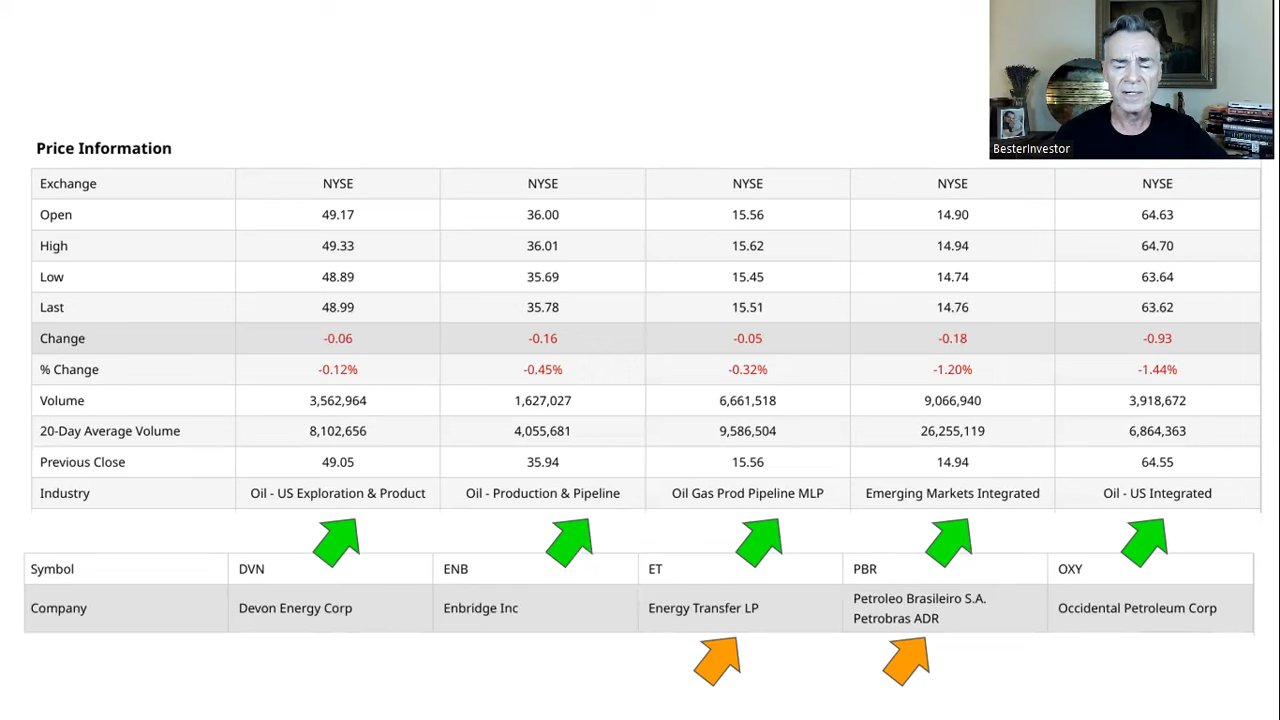 BesterInvestor
Price Information
Exchange NYSE NYSE NYSE NYSE NYSE
Open 49.17 36.00 15.56 14.90 64.63
High 49.33 36.01 15.62 14.94 64.70
Low 48.89 35.69 15.45 14.74 63.64
Last 48.99 35.78 15.51 14.76 63.62
Change -0.06 -0.16 -0.05 -0.18 -0.93
% Change -0.12% -0.45% -0.32% -1.20% -1.44%
Volume 3,562,964 1,627,027 6,661,518 9,066,940 3,918,672
20-Day Average Volume 8,102,656 4,055,681 9,586,504 26,255,119 6,864,363
Previous Close 49.05 35.94 15.56 14.94 64.55
Industry Oil - US Exploration & Product Oil - Production & Pipeline Oil Gas Prod Pipeline MLP Emerging Markets Integrated Oil - US Integrated
Symbol DVN ENB ET PBR OXY
Company Devon Energy Corp Enbridge Inc Energy Transfer LP Petroleo Brasileiro S.A. Occidental Petroleum Corp
Petrobras ADR